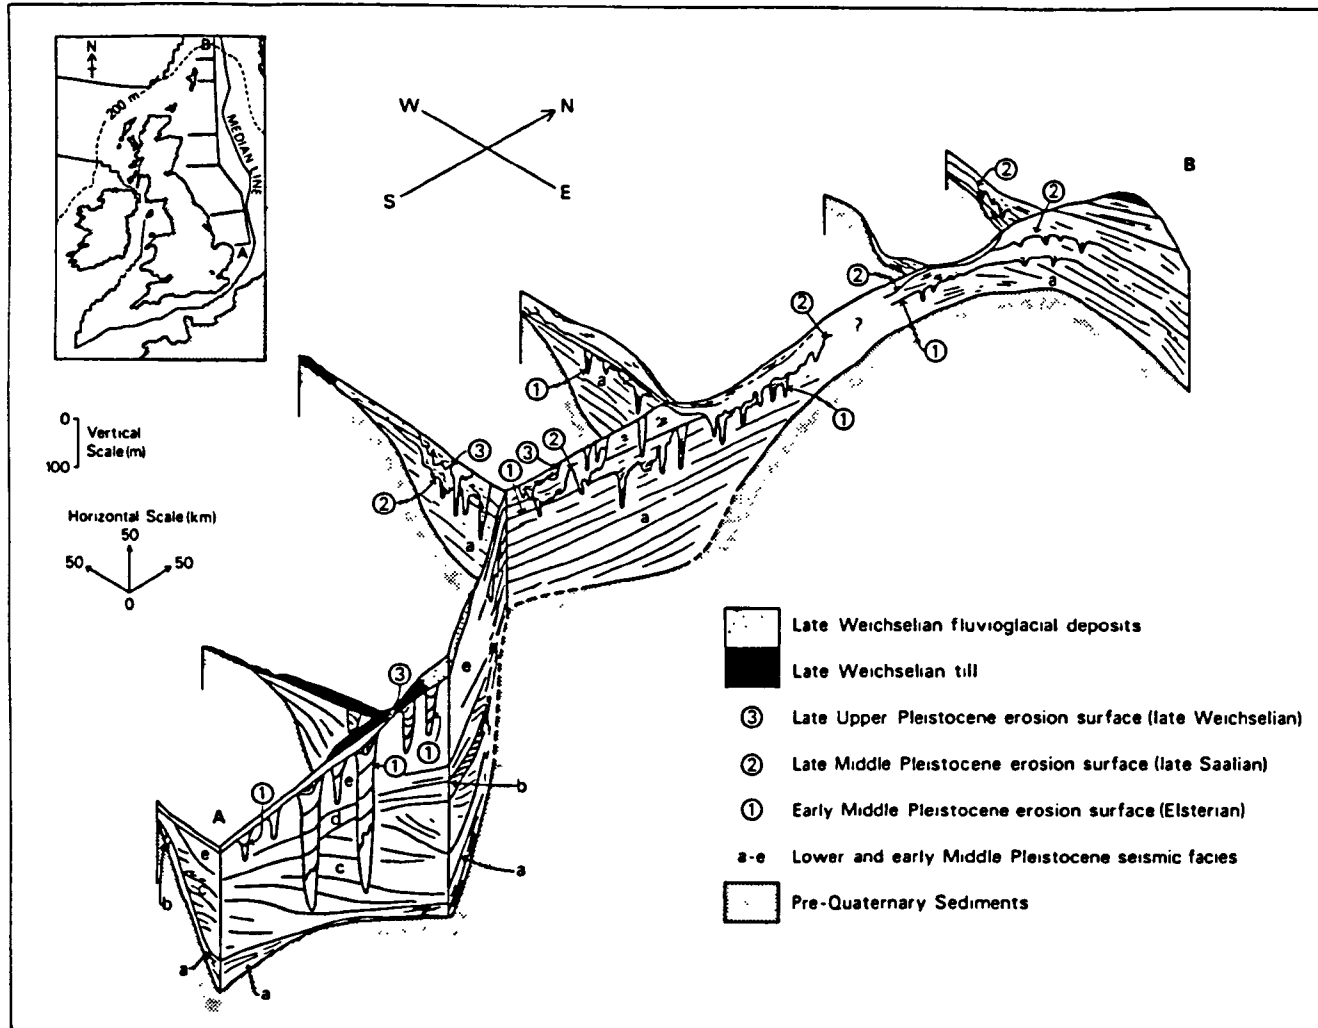 N
B
200 m
MEDIAN LINE
A
W
N
S
E
B
2
2
2
2
1
1
1
a
a
?
0
100
Vertical
Scale (m)
Horizontal Scale (km)
50
50
50
0
3
2
1
3
2
a
a
e
3
1
1
1
e
d
c
b
a
A
e
b
a
a
Late Weichselian fluvioglacial deposits
Late Weichselian till
3 Late Upper Pleistocene erosion surface (late Weichselian)
2 Late Middle Pleistocene erosion surface (late Saalian)
1 Early Middle Pleistocene erosion surface (Elsterian)
a-e Lower and early Middle Pleistocene seismic facies
Pre-Quaternary Sediments